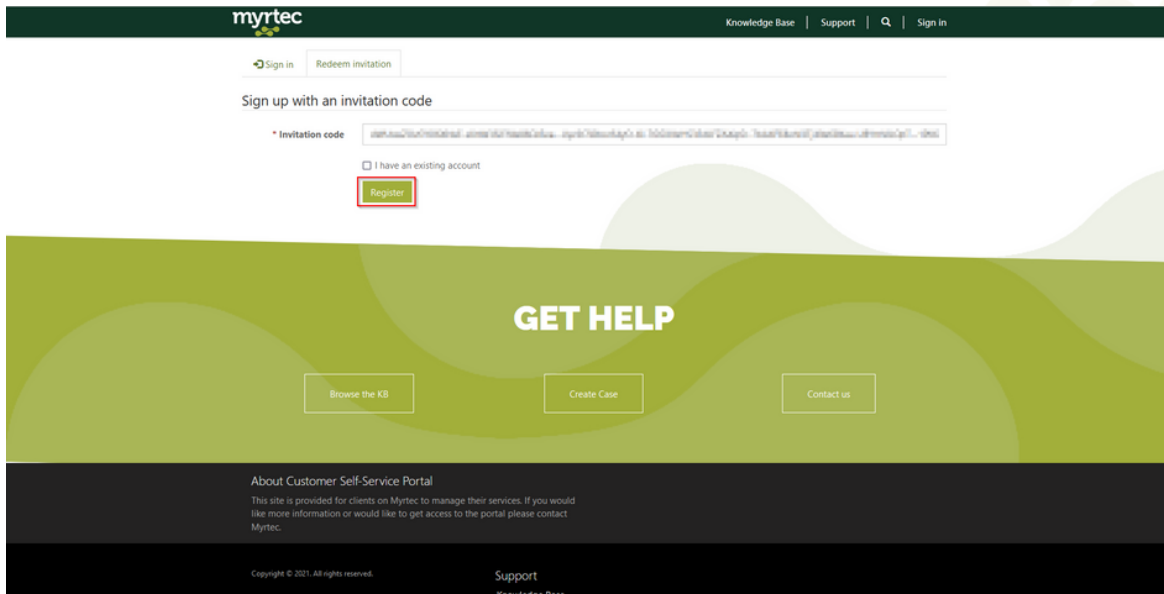 myrtec
Knowledge Base | Support | | Sign in
Sign in Redeem invitation
Sign up with an invitation code
* Invitation code
I have an existing account
Register
GET HELP
Browse the KB Create Case Contact us
About Customer Self-Service Portal
This site is provided for clients on Myrtec to manage their services. If you would
like more information or would like to get access to the portal please contact
Myrtec.
Copyright © 2021. All rights reserved.
Support
Knowledge Base